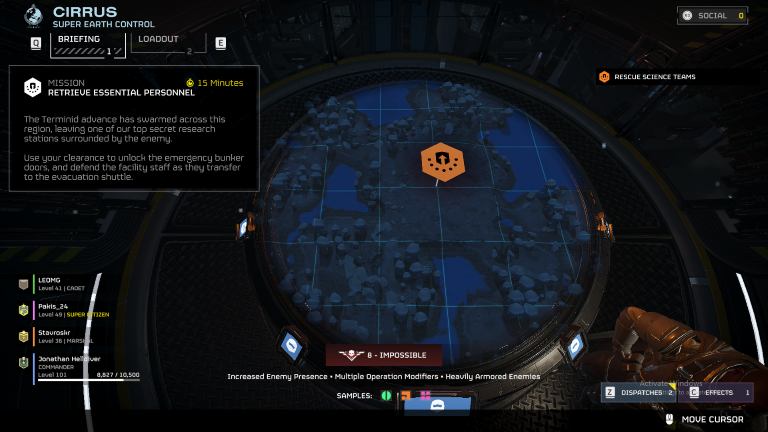 CIRRUS
SUPER EARTH CONTROL
Q
BRIEFING
1
LOADOUT
2
E
SOCIAL 0
MISSION
15 Minutes
RETRIEVE ESSENTIAL PERSONNEL
The Terminid advance has swarmed across this
region, leaving one of our top secret research
stations surrounded by the enemy.
Use your clearance to unlock the emergency bunker
doors, and defend the facility staff as they transfer
to the evacuation shuttle.
RESCUE SCIENCE TEAMS
LEOMG
Level 41 | CADET
Pakis_24
Level 49 | SUPER CITIZEN
Stavroskr
Level 38 | MARSHAL
Jonathan Helldiver
COMMANDER
Level 101 8,827 / 10,500
8 - IMPOSSIBLE
Increased Enemy Presence • Multiple Operation Modifiers • Heavily Armored Enemies
SAMPLES:
Activate Windows
Z DISPATCHES 2
C EFFECTS 1
MOVE CURSOR